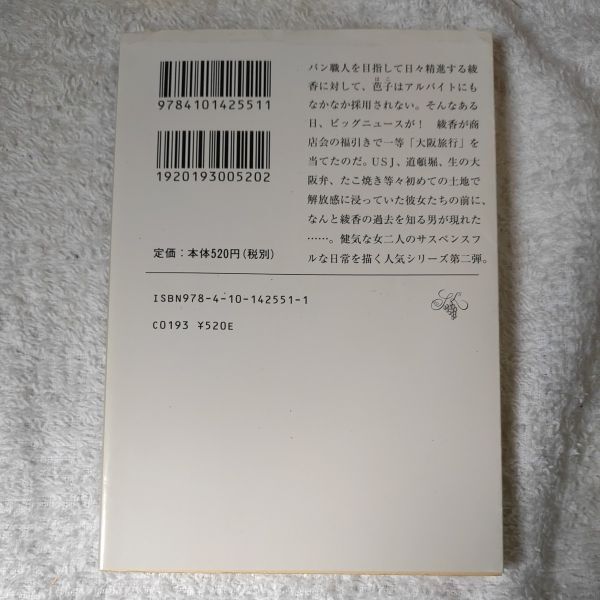 9784101425511
1920193005202
定価：本体520円（税別）
パン職人を目指して日々精進する綾
香に対して、芭子はアルバイトにも
なかなか採用されない。そんなある
日、ビッグニュースが！　綾香が商
店会の福引きで一等「大阪旅行」を
当てたのだ。USJ、道頓堀、生の大
阪弁、たこ焼き等々初めての土地で
解放感に浸っていた彼女たちの前に、
なんと綾香の過去を知る男が現れた
……。健気な女二人のサスペンスフ
ルな日常を描く人気シリーズ第二弾。
ISBN978-4-10-142551-1
C0193 ¥520E